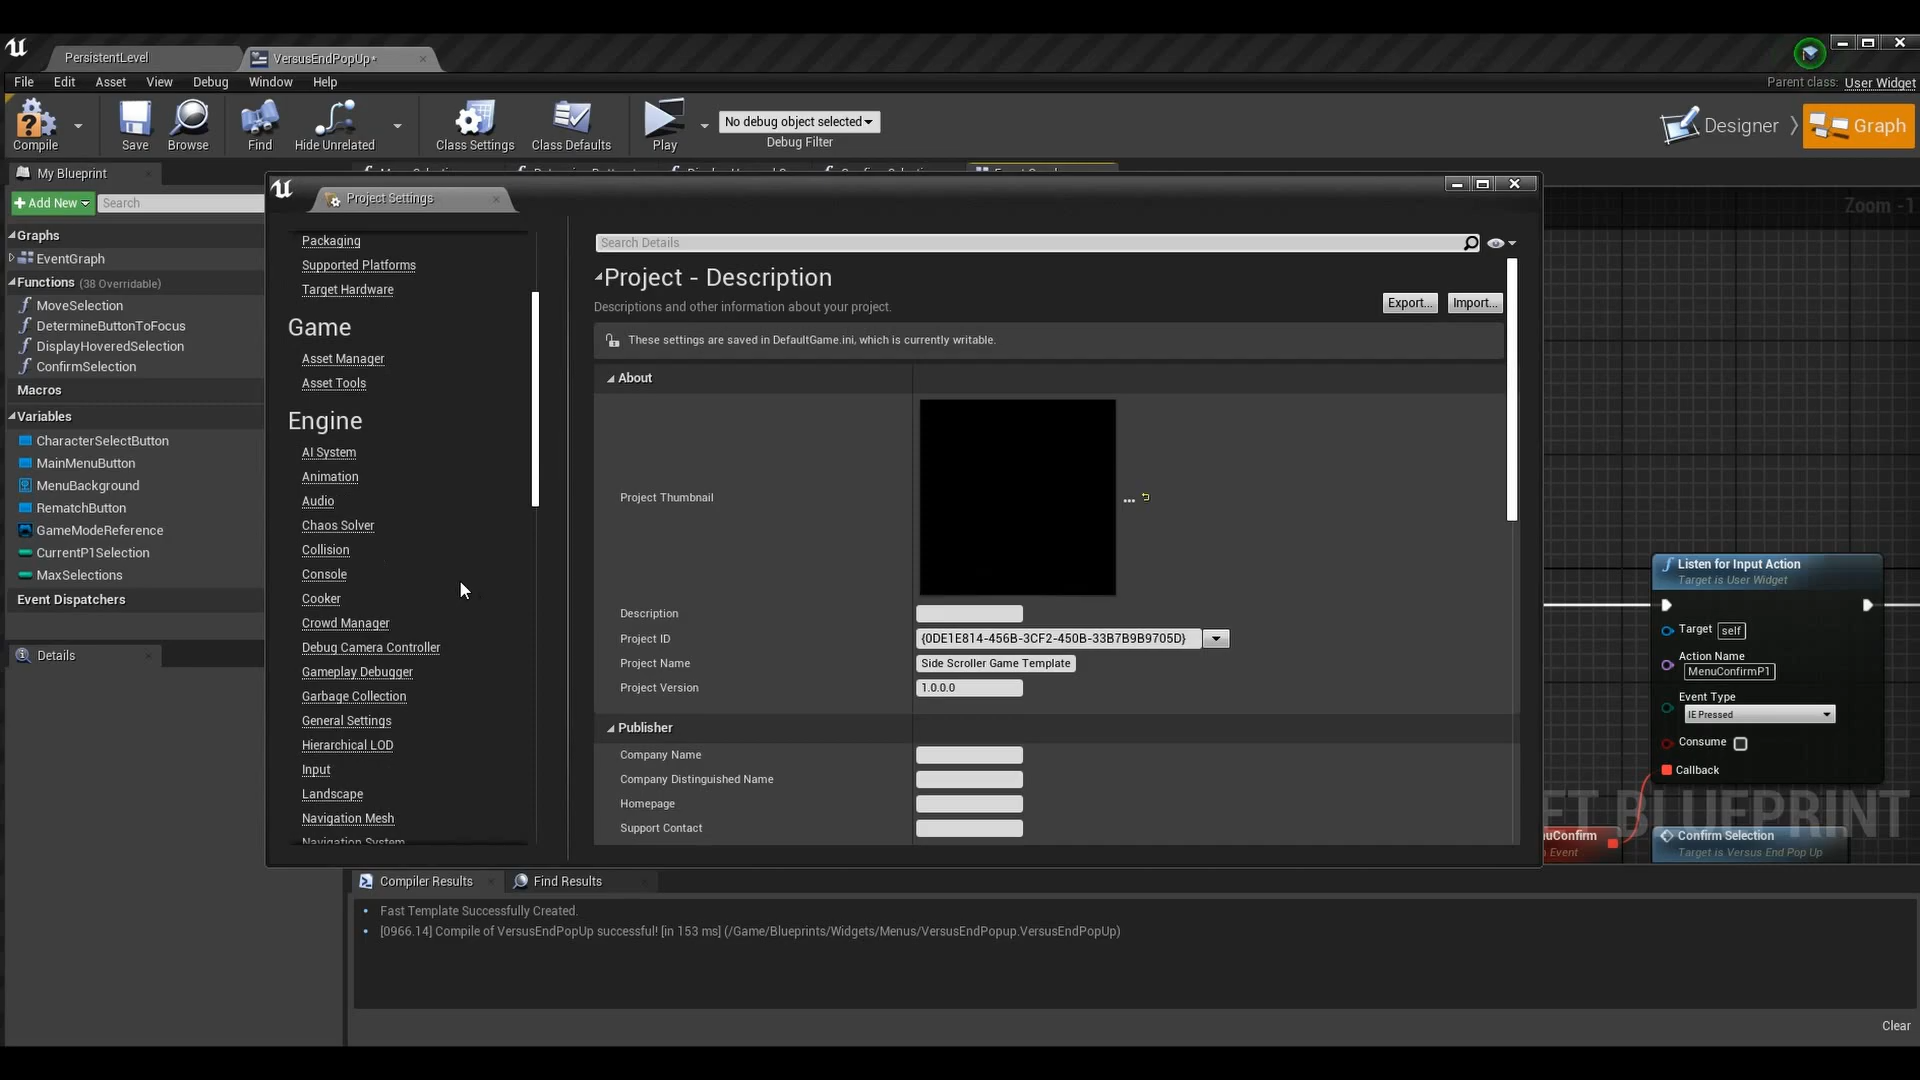 PersistentLevel
VersusEndPopUp*
File Edit Asset View Debug Window Help
Parent class: User Widget
Compile
Save
Browse
Find
Hide Unrelated
Class Settings
Class Defaults
Play
No debug object selected
Debug Filter
Designer
Graph
My Blueprint
Add New
Search
Graphs
EventGraph
Functions (38 Overridable)
MoveSelection
DetermineButtonToFocus
DisplayHoveredSelection
ConfirmSelection
Macros
Variables
CharacterSelectButton
MainMenuButton
MenuBackground
RematchButton
GameModeReference
CurrentP1Selection
MaxSelections
Event Dispatchers
Details
Project Settings
Packaging
Supported Platforms
Target Hardware
Game
Asset Manager
Asset Tools
Engine
AI System
Animation
Audio
Chaos Solver
Collision
Console
Cooker
Crowd Manager
Debug Camera Controller
Gameplay Debugger
Garbage Collection
General Settings
Hierarchical LOD
Input
Landscape
Navigation Mesh
Navigation System
Search Details
Project - Description
Descriptions and other information about your project.
Export...
Import...
These settings are saved in DefaultGame.ini, which is currently writable.
About
Project Thumbnail
Description
Project ID
{0DE1E814-456B-3CF2-450B-33B7B9B9705D}
Project Name
Side Scroller Game Template
Project Version
1.0.0.0
Publisher
Company Name
Company Distinguished Name
Homepage
Support Contact
Zoom -1
Listen for Input Action
Target is User Widget
Target self
Action Name
MenuConfirmP1
Event Type
IE Pressed
Consume
Callback
FT BLUEPRINT
nuConfirm
Event
Confirm Selection
Target is Versus End Pop Up
Compiler Results
Find Results
Fast Template Successfully Created.
[0966.14] Compile of VersusEndPopUp successful! [in 153 ms] (/Game/Blueprints/Widgets/Menus/VersusEndPopup.VersusEndPopUp)
Clear